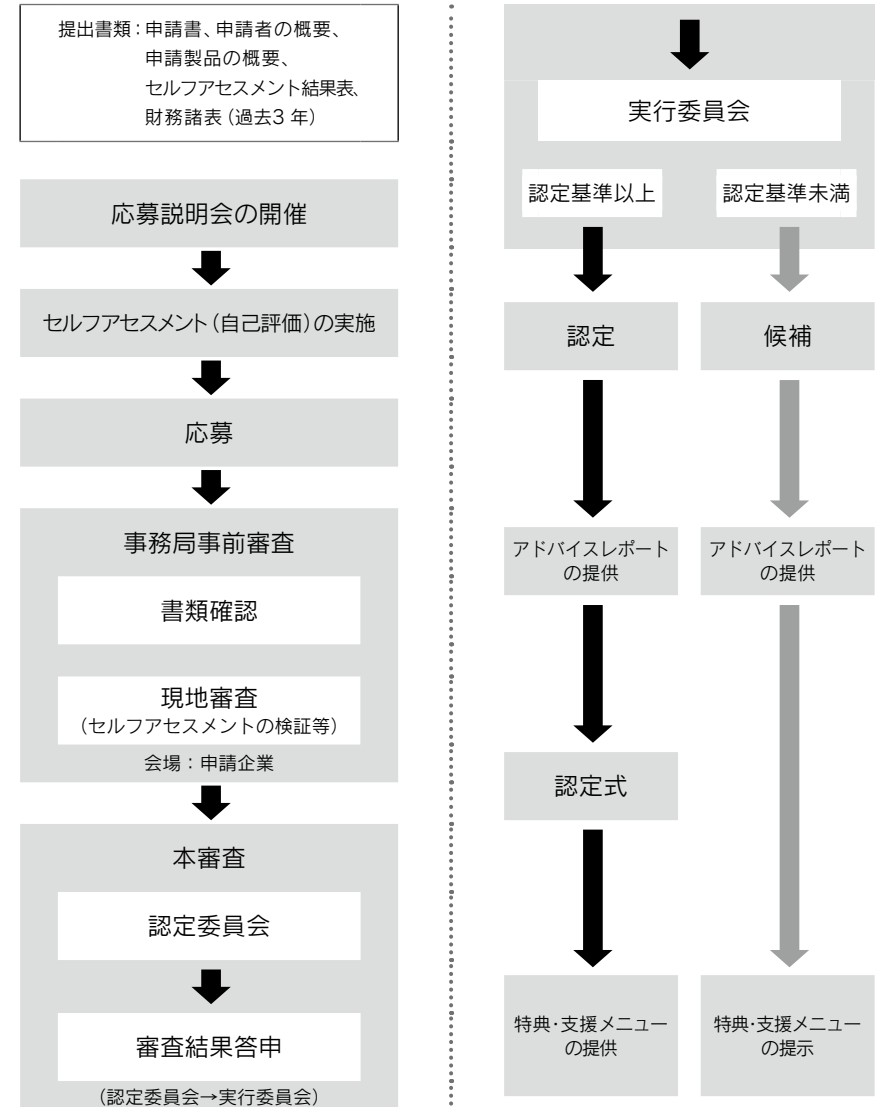 提出書類：申請書、申請者の概要、
申請製品の概要、
セルフアセスメント結果表、
財務諸表（過去3 年）
応募説明会の開催
セルフアセスメント（自己評価）の実施
応募
事務局事前審査
書類確認
現地審査
（セルフアセスメントの検証等）
会場：申請企業
本審査
認定委員会
審査結果答申
（認定委員会→実行委員会）
実行委員会
認定基準以上
認定基準未満
認定
候補
アドバイスレポート
の提供
アドバイスレポート
の提供
認定式
特典・支援メニュー
の提供
特典・支援メニュー
の提示